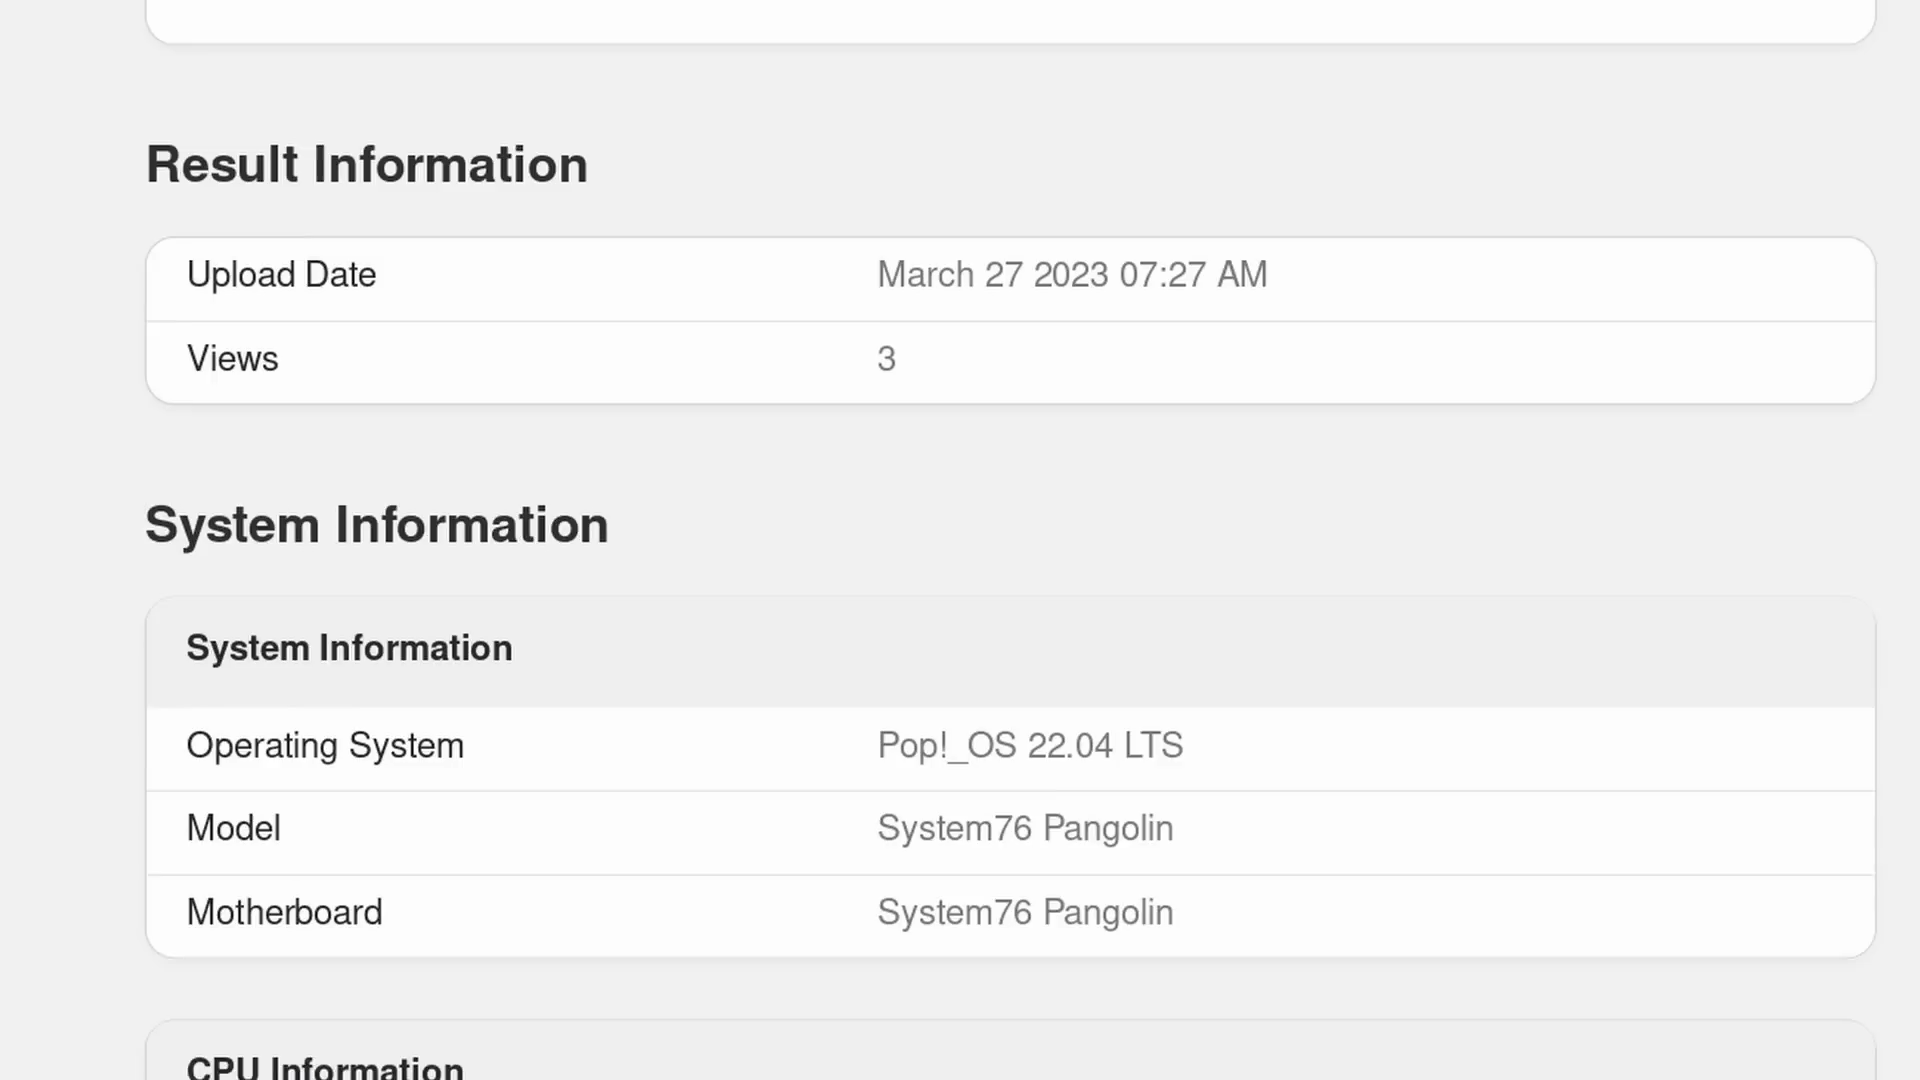 Result Information
Upload Date March 27 2023 07:27 AM
Views 3
System Information
System Information
Operating System Pop!_OS 22.04 LTS
Model System76 Pangolin
Motherboard System76 Pangolin
CPU Information